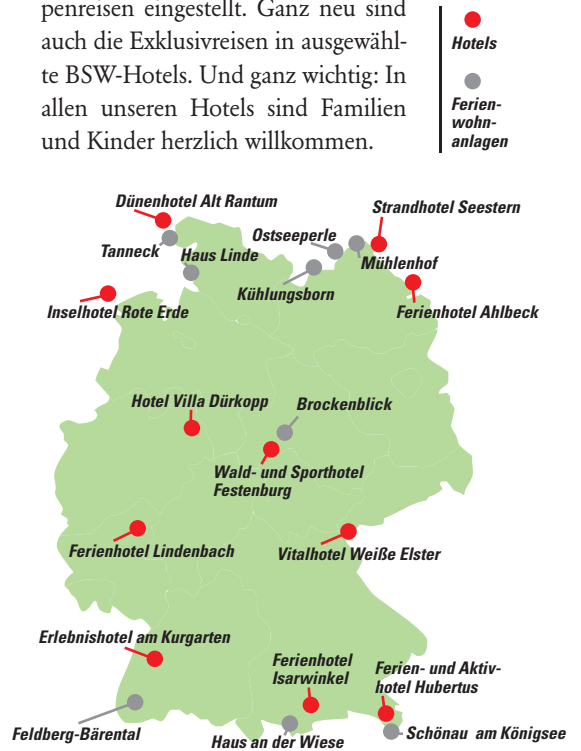 penreisen eingestellt. Ganz neu sind
auch die Exklusivreisen in ausgewähl-
te BSW-Hotels. Und ganz wichtig: In
allen unseren Hotels sind Familien
und Kinder herzlich willkommen.
Hotels
Ferien-
wohn-
anlagen
Dünenhotel Alt Rantum
Strandhotel Seestern
Ostseeperle
Tanneck
Haus Linde
Mühlenhof
Kühlungsborn
Inselhotel Rote Erde
Ferienhotel Ahlbeck
Hotel Villa Dürkopp
Brockenblick
Wald- und Sporthotel
Festenburg
Ferienhotel Lindenbach
Vitalhotel Weiße Elster
Erlebnishotel am Kurgarten
Ferienhotel
Isarwinkel
Ferien- und Aktiv-
hotel Hubertus
Feldberg-Bärental
Haus an der Wiese
Schönau am Königsee